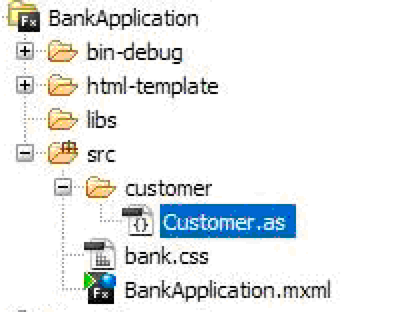 BankApplication
bin-debug
html-template
libs
src
customer
Customer.as
bank.css
BankApplication.mxml